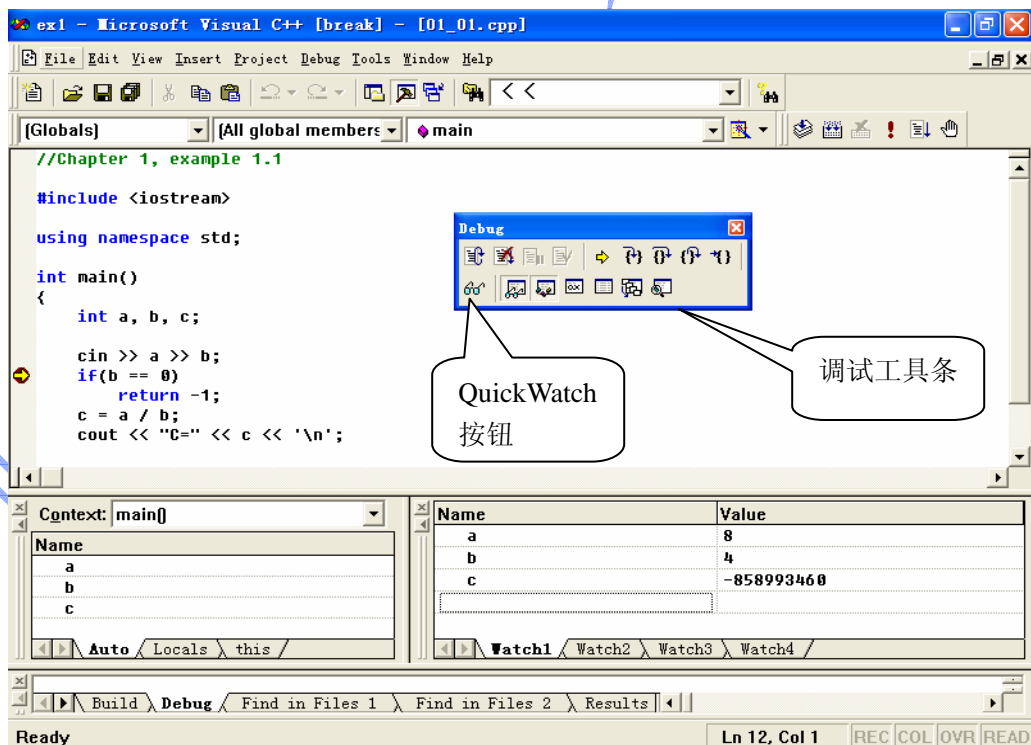 ex1 - Microsoft Visual C++ [break] - [01_01.cpp]
File Edit View Insert Project Debug Tools Window Help
< <
(Globals) (All global members main
//Chapter 1, example 1.1
#include <iostream>
using namespace std;
int main()
{
int a, b, c;
cin >> a >> b;
if(b == 0)
return -1;
c = a / b;
cout << "C=" << c << '\n';
Debug
QuickWatch
按钮
调试工具条
Context: main()
Name
a
b
c
Auto Locals this
Name Value
a 8
b 4
c -858993460
Watch1 Watch2 Watch3 Watch4
Build Debug Find in Files 1 Find in Files 2 Results
Ready Ln 12, Col 1 REC COL OVR READ